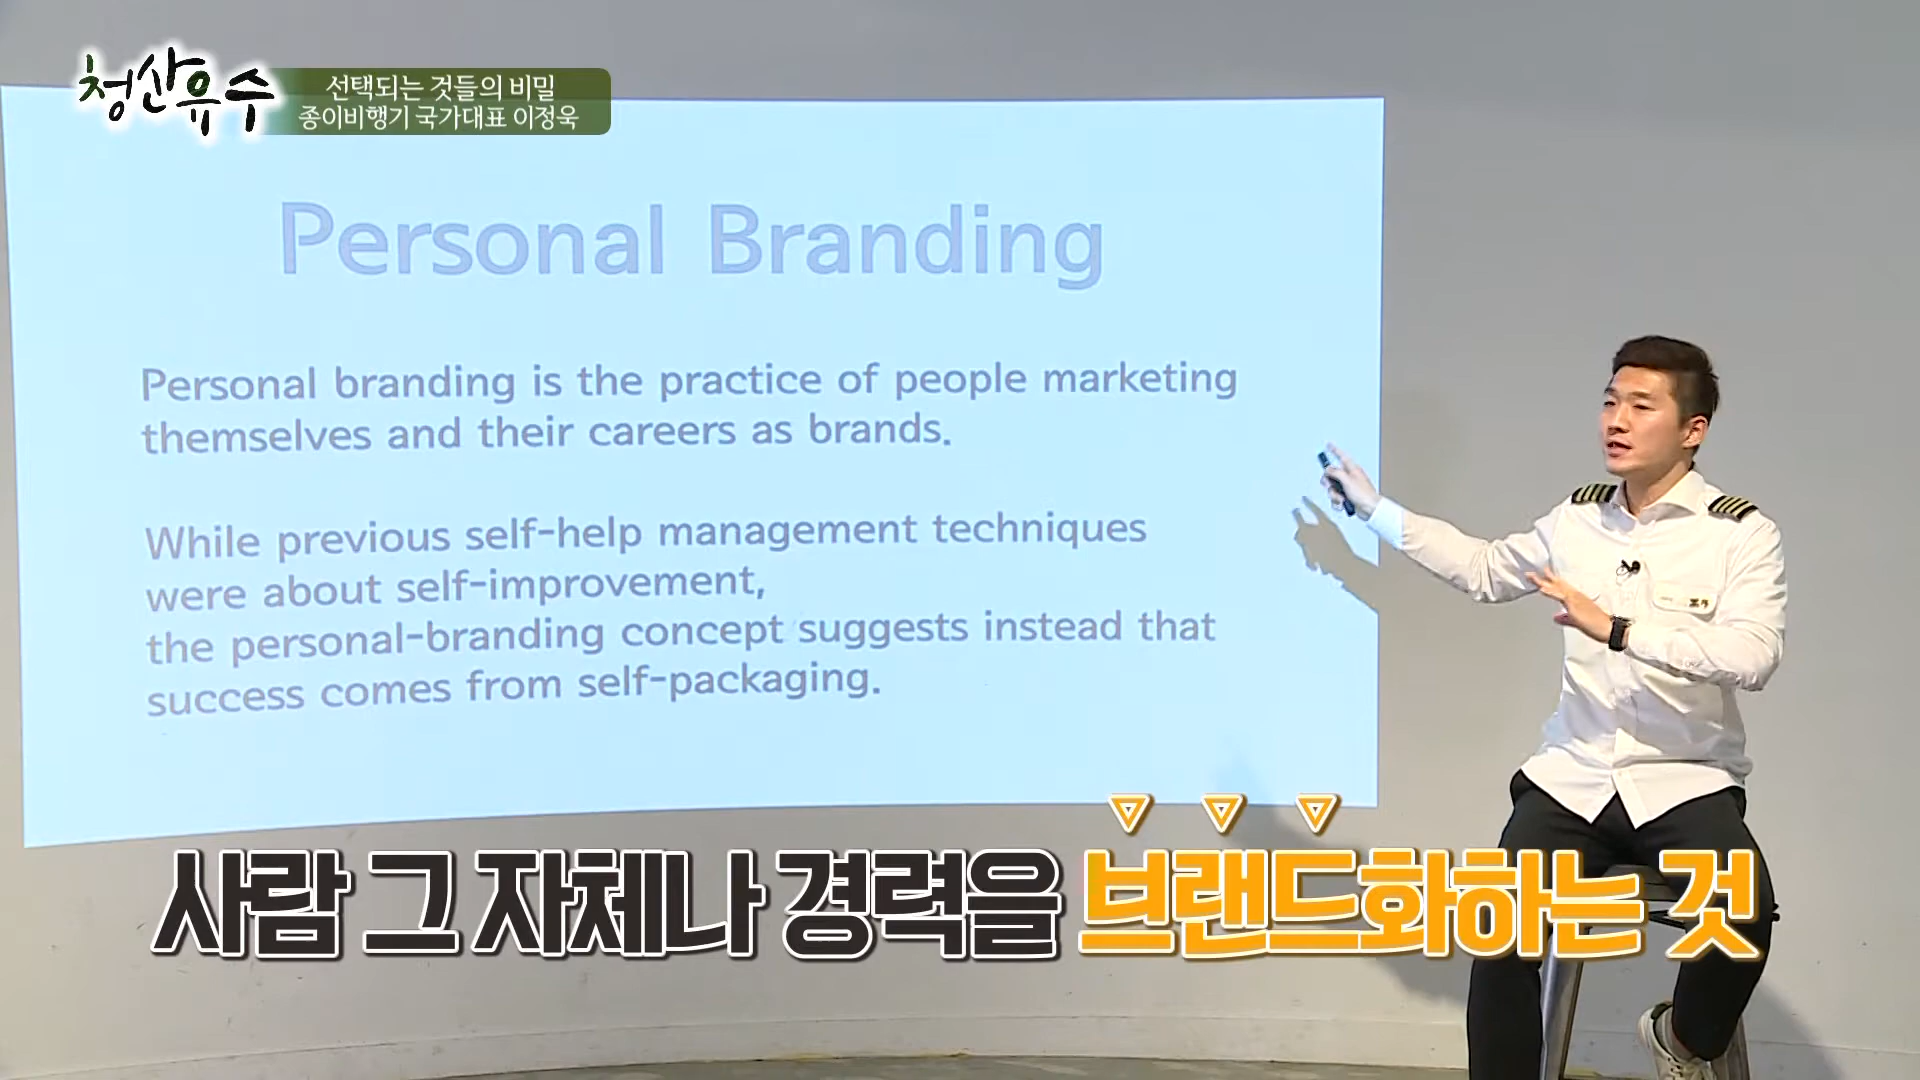 청산유수
선택되는 것들의 비밀
종이비행기 국가대표 이정욱
Personal Branding
Personal branding is the practice of people marketing
themselves and their careers as brands.
While previous self-help management techniques
were about self-improvement,
the personal-branding concept suggests instead that
success comes from self-packaging.
사람 그 자체나 경력을 브랜드화하는 것